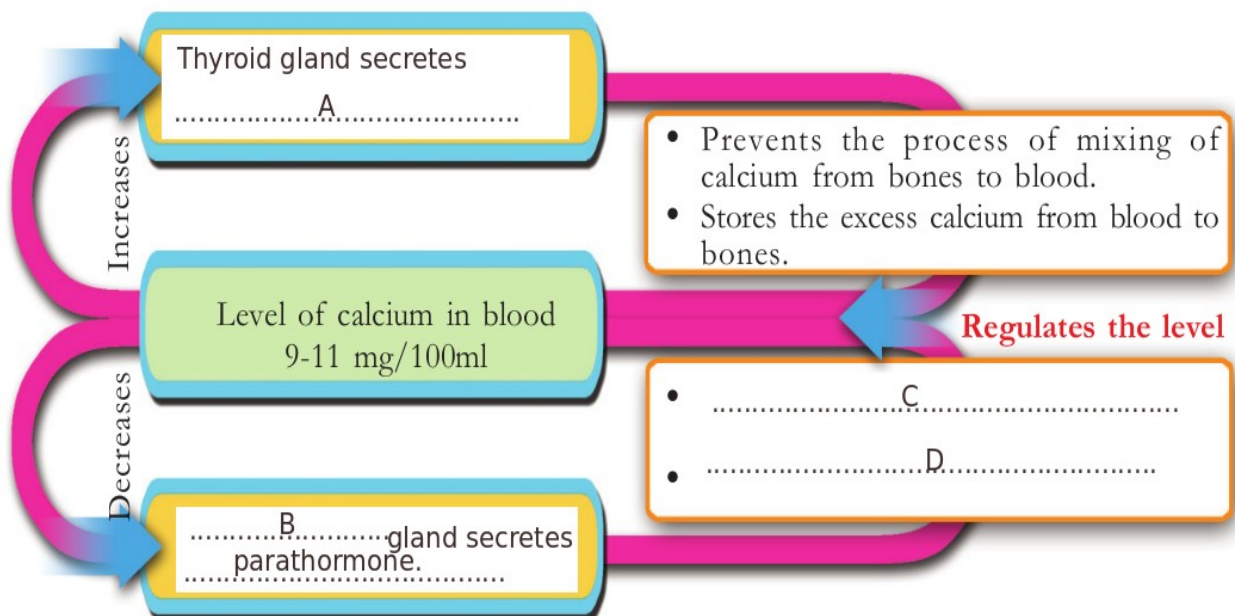 Thyroid gland secretes
......................A..............................
Increases
• Prevents the process of mixing of
calcium from bones to blood.
• Stores the excess calcium from blood to
bones.
Level of calcium in blood
9-11 mg/100ml
Regulates the level
Decreases
• ............................C........................................
• ................................D................................
..............B...............gland secretes
parathormone.
................................................